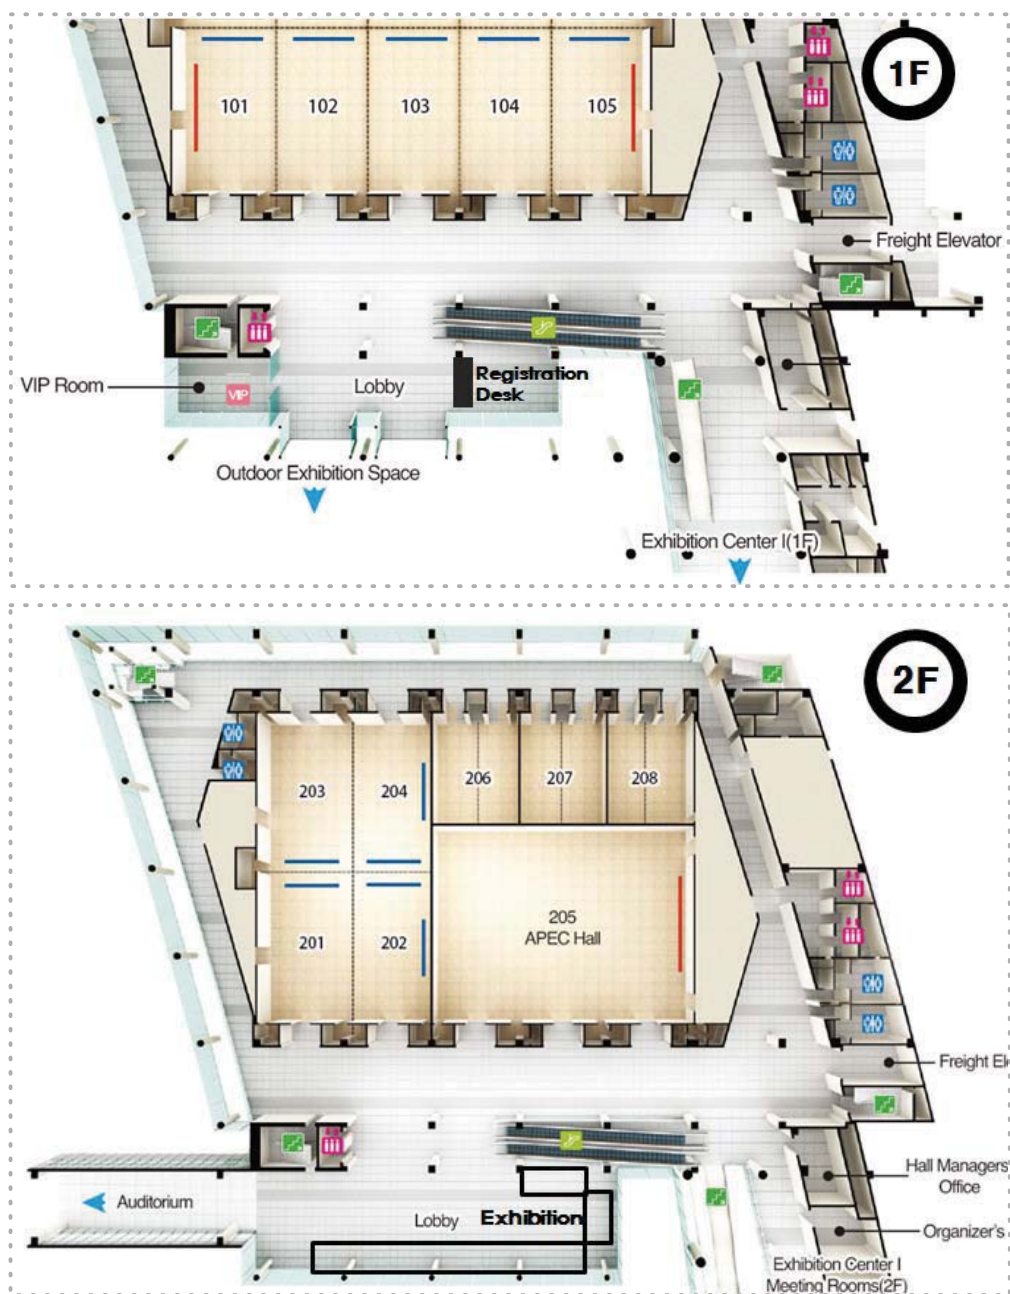 1F
101
102
103
104
105
Freight Elevator
VIP Room
VIP
Lobby
Registration
Desk
Outdoor Exhibition Space
Exhibition Center I(1F)
2F
203
204
206
207
208
201
202
205
APEC Hall
Freight El
Hall Managers'
Office
Auditorium
Lobby
Exhibition
Organizer's
Exhibition Center I
Meeting Rooms(2F)